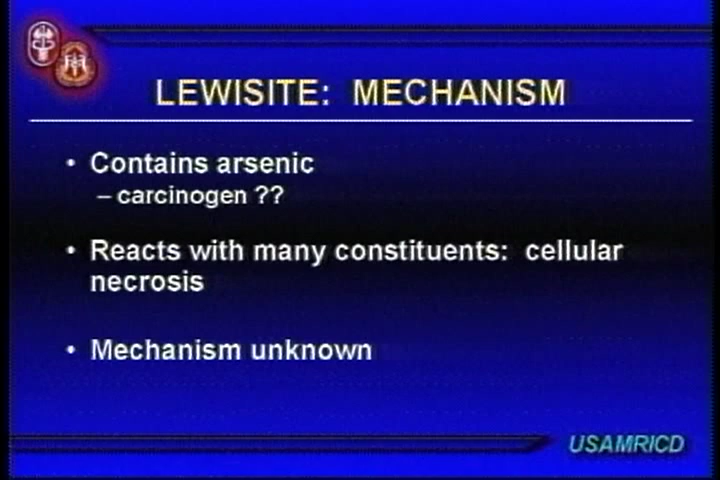 LEWISITE: MECHANISM
• Contains arsenic
– carcinogen ??
• Reacts with many constituents: cellular
necrosis
• Mechanism unknown
USAMRICD